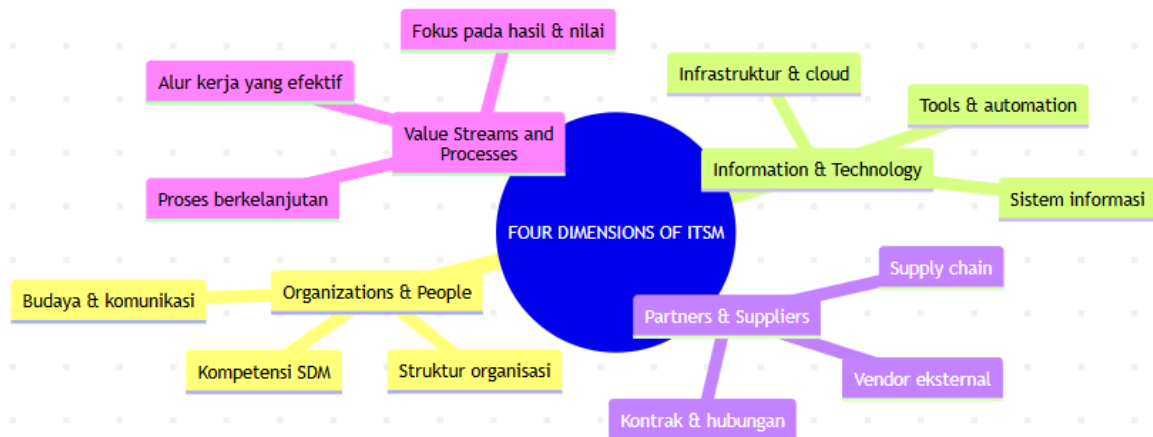 Fokus pada hasil & nilai
Alur kerja yang efektif
Value Streams and
Processes
Proses berkelanjutan
Infrastruktur & cloud
Tools & automation
Information & Technology
Sistem informasi
FOUR DIMENSIONS OF ITSM
Budaya & komunikasi
Organizations & People
Kompetensi SDM
Struktur organisasi
Supply chain
Partners & Suppliers
Vendor eksternal
Kontrak & hubungan